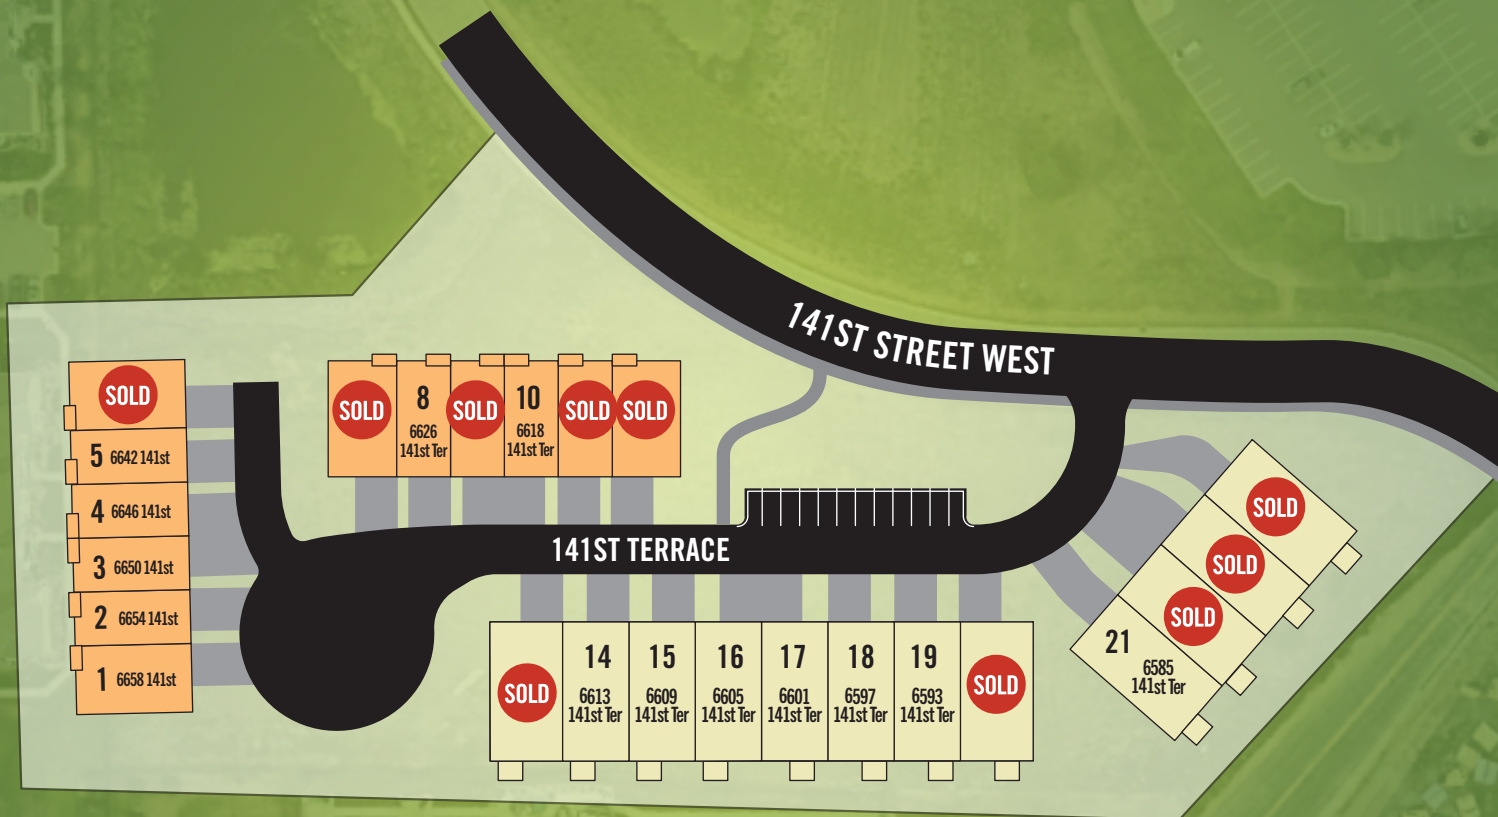 141ST STREET WEST
SOLD
5 6642 141st
4 6646 141st
3 6650 141st
2 6654 141st
1 6658 141st
SOLD
8
6626
141st Ter
SOLD
10
6618
141st Ter
SOLD
SOLD
141ST TERRACE
SOLD
14
6613
141st Ter
15
6609
141st Ter
16
6605
141st Ter
17
6601
141st Ter
18
6597
141st Ter
19
6593
141st Ter
SOLD
SOLD
SOLD
SOLD
21
6585
141st Ter